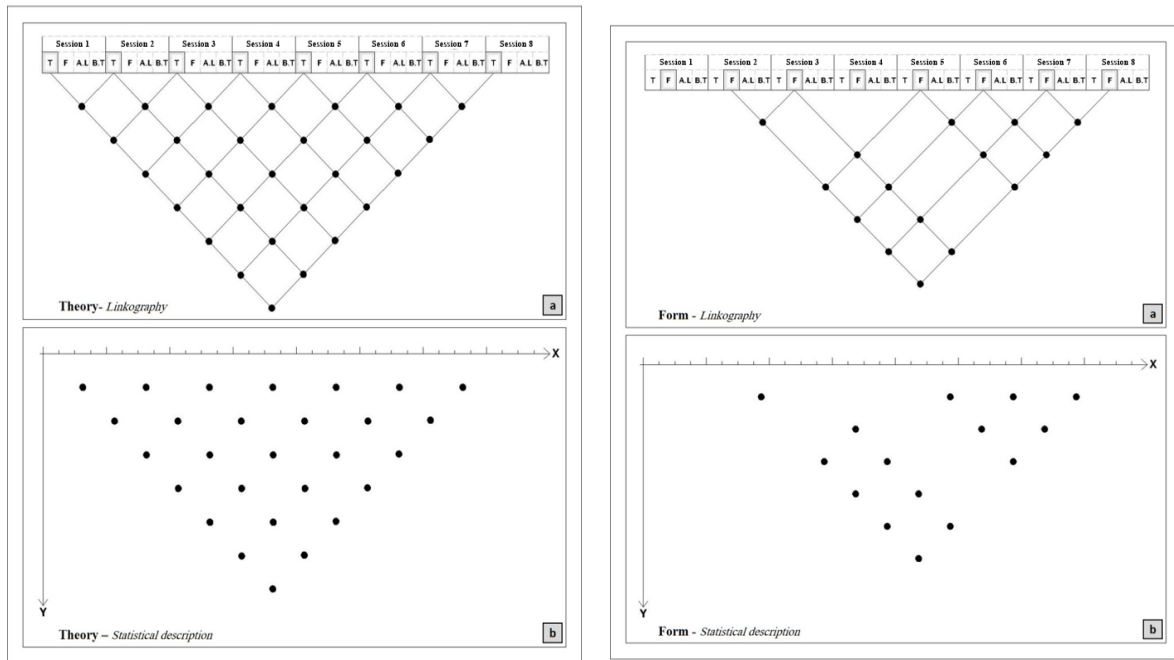 Session 1 Session 2 Session 3 Session 4 Session 5 Session 6 Session 7 Session 8
T F A.L B.T T F A.L B.T T F A.L B.T T F A.L B.T T F A.L B.T T F A.L B.T T F A.L B.T T F A.L B.T
Theory- Linkography
a
X
Y
Theory – Statistical description
b
Session 1 Session 2 Session 3 Session 4 Session 5 Session 6 Session 7 Session 8
T F A.L B.T T F A.L B.T T F A.L B.T T F A.L B.T T F A.L B.T T F A.L B.T T F A.L B.T T F A.L B.T
Form - Linkography
a
X
Y
Form - Statistical description
b